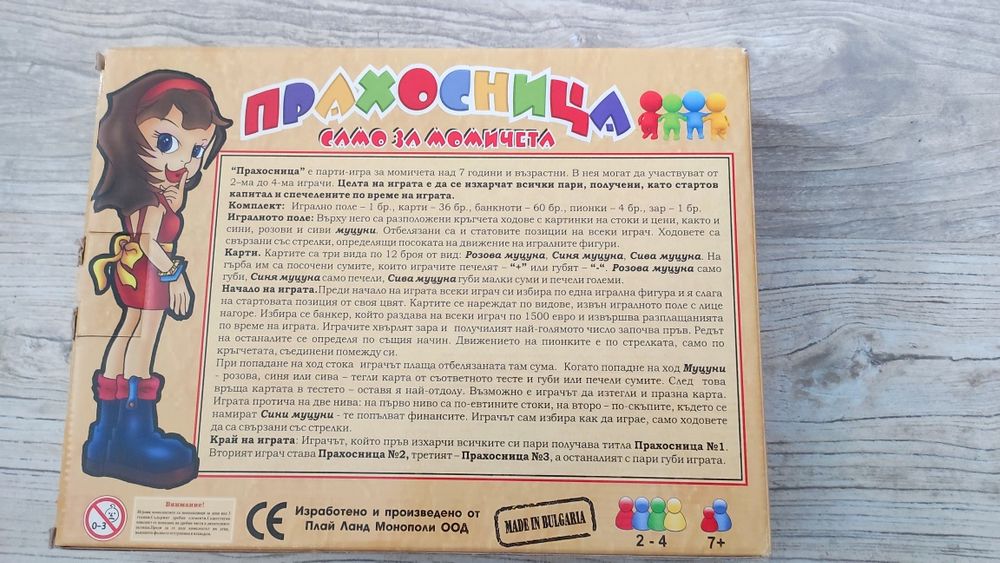 ПРАХОСНИЦА
САМО ЗА МОМИЧЕТА
"Прахосница" е парти-игра за момичета над 7 години и възрастни. В нея могат да участвуват от
2-ма до 4-ма играчи. Целта на играта е да се изхарчат всички пари, получени, като стартов
капитал и спечелените по време на играта.
Комплект: Игрално поле – 1 бр., карти – 36 бр., банкноти – 60 бр., пионки – 4 бр., зар – 1 бр.
Игралното поле: Върху него са разположени кръгчета ходове с картинки на стоки и цени, както и
сини, розови и сиви муцуни. Отбелязани са и статовите позиции на всеки играч. Ходовете са
свързани със стрелки, определящи посоката на движение на игралните фигури.
Карти. Картите са три вида по 12 броя от вид: Розова муцуна, Синя муцуна, Сива муцуна. На
гърба им са посочени сумите, които играчите печелят – "+" или губят – "-". Розова муцуна само
губи, Синя муцуна само печели, Сива муцуна губи малки суми и печели големи.
Начало на играта. Преди начало на играта всеки играч си избира по една игрална фигура и я слага
на стартовата позиция от своя цвят. Картите се нареждат по видове, извън игралното поле с лице
нагоре. Избира се банкер, който раздава на всеки играч по 1500 евро и извършва разплащанията
по време на играта. Играчите хвърлят зара и получилият най-голямото число започва пръв. Редът
на останалите се определя по същия начин. Движението на пионките е по стрелката, само по
кръгчетата, съединени помежду си.
При попадане на ход стока играчът плаща отбелязаната там сума. Когато попадне на ход Муцуни
- розова, синя или сива – тегли карта от съответното тесте и губи или печели сумите. След това
връща картата в тестето – оставя я най-отдолу. Възможно е играчът да изтегли и празна карта.
Играта протича на две нива: на първо ниво са по-евтините стоки, на второ – по-скъпите, където се
намират Сини муцуни - те попълват финансите. Играчът сам избира как да играе, само ходовете
да са свързани със стрелки.
Край на играта: Играчът, който пръв изхарчи всичките си пари получава титла Прахосница №1.
Вторият играч става Прахосница №2, третият – Прахосница №3, а останалият с пари губи играта.
0-3
Внимание!
CE
Изработено и произведено от
Плай Ланд Монополи ООД
MADE IN BULGARIA
2 - 4
7+